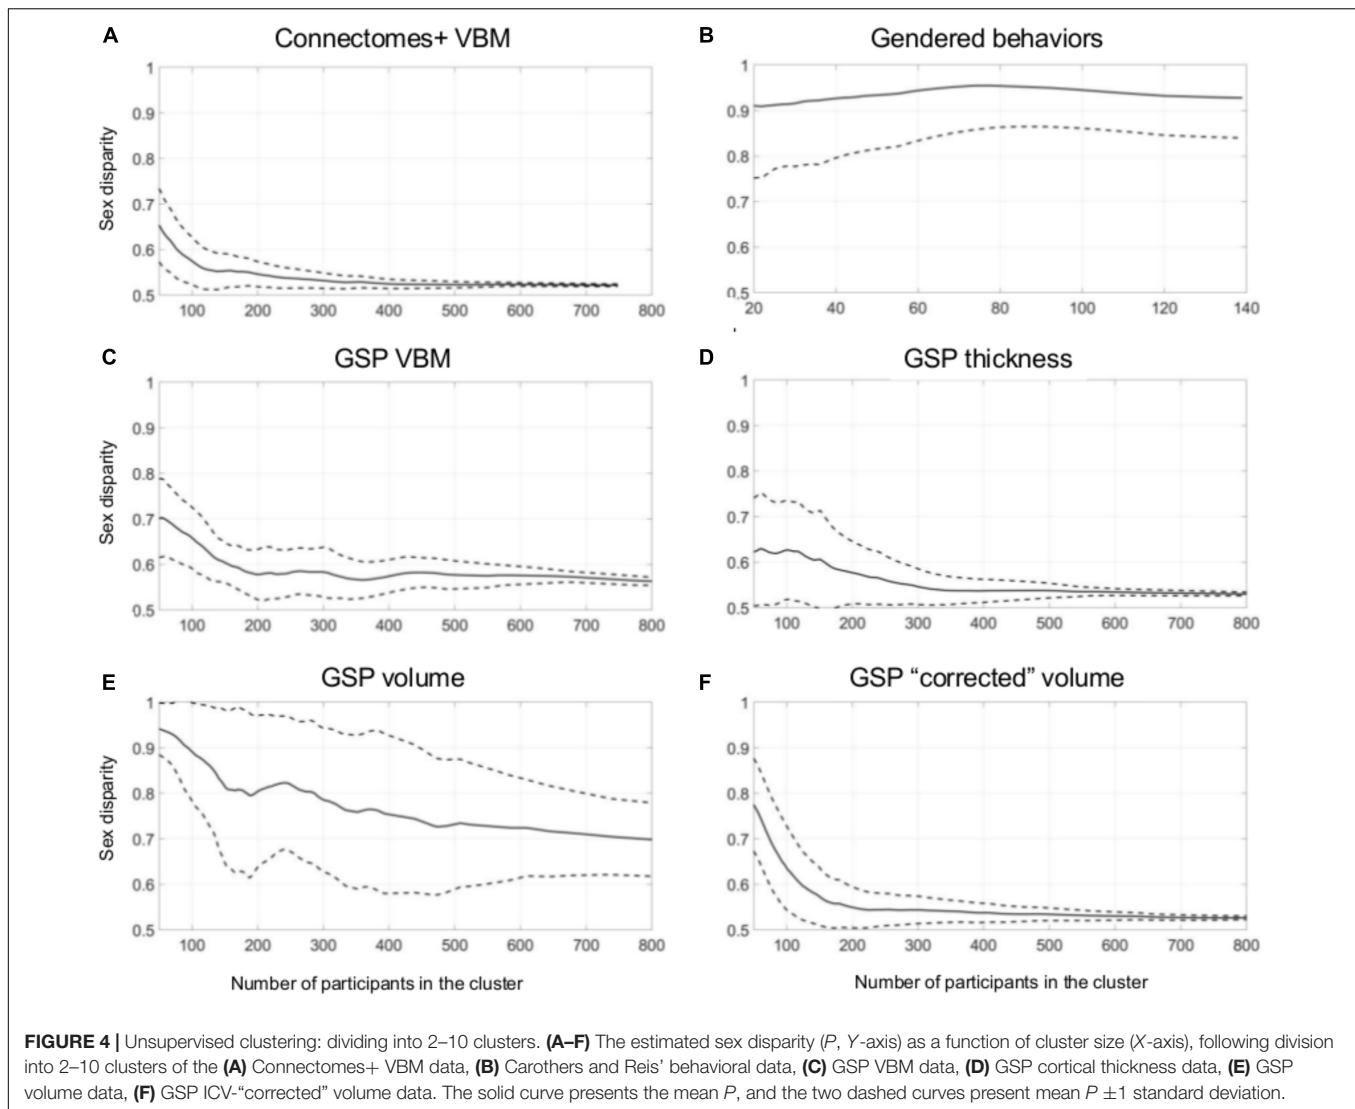 A
Connectomes+ VBM
Sex disparity
1
0.9
0.8
0.7
0.6
0.5
100 200 300 400 500 600 700 800
B
Gendered behaviors
1
0.9
0.8
0.7
0.6
0.5
20 40 60 80 100 120 140
C
GSP VBM
Sex disparity
1
0.9
0.8
0.7
0.6
0.5
100 200 300 400 500 600 700 800
D
GSP thickness
1
0.9
0.8
0.7
0.6
0.5
100 200 300 400 500 600 700 800
E
GSP volume
Sex disparity
1
0.9
0.8
0.7
0.6
0.5
100 200 300 400 500 600 700 800
Number of participants in the cluster
F
GSP “corrected” volume
1
0.9
0.8
0.7
0.6
0.5
100 200 300 400 500 600 700 800
Number of participants in the cluster
FIGURE 4 | Unsupervised clustering: dividing into 2–10 clusters. (A–F) The estimated sex disparity (P, Y-axis) as a function of cluster size (X-axis), following division
into 2–10 clusters of the (A) Connectomes+ VBM data, (B) Carothers and Reis’ behavioral data, (C) GSP VBM data, (D) GSP cortical thickness data, (E) GSP
volume data, (F) GSP ICV-“corrected” volume data. The solid curve presents the mean P, and the two dashed curves present mean P ±1 standard deviation.